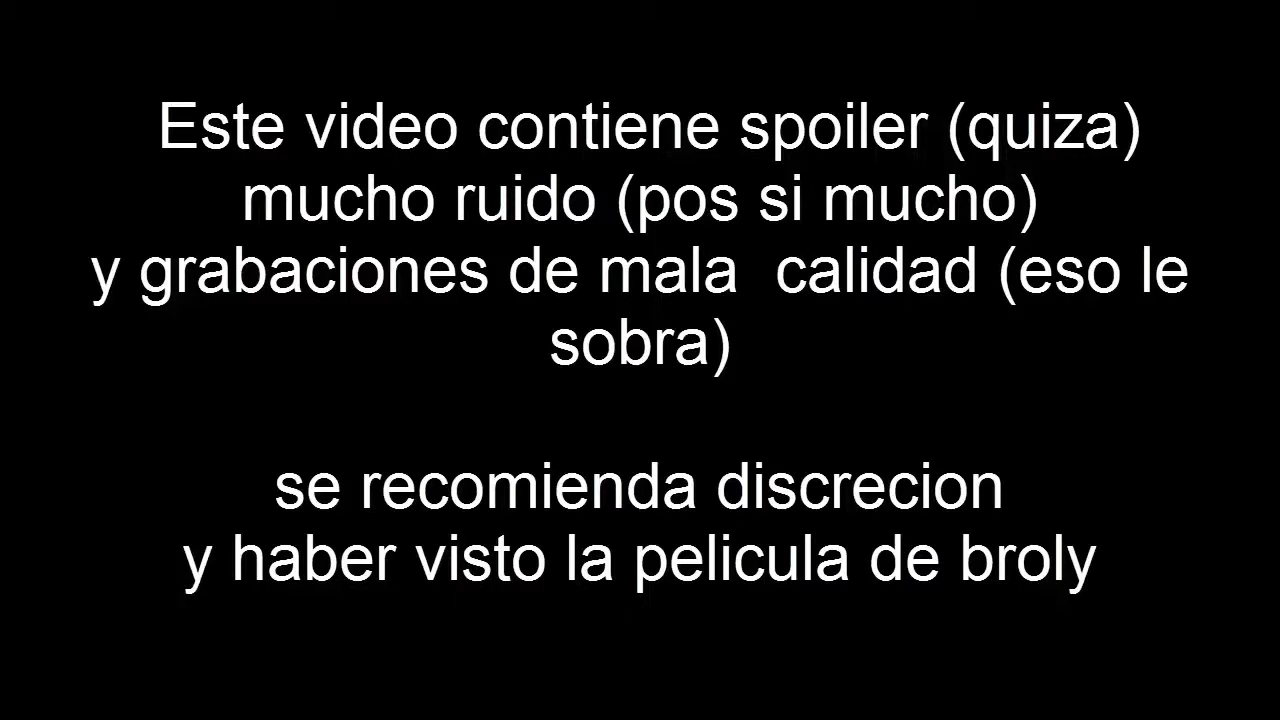 Este video contiene spoiler (quiza)
mucho ruido (pos si mucho)
y grabaciones de mala  calidad (eso le
sobra)
se recomienda discrecion
y haber visto la pelicula de broly